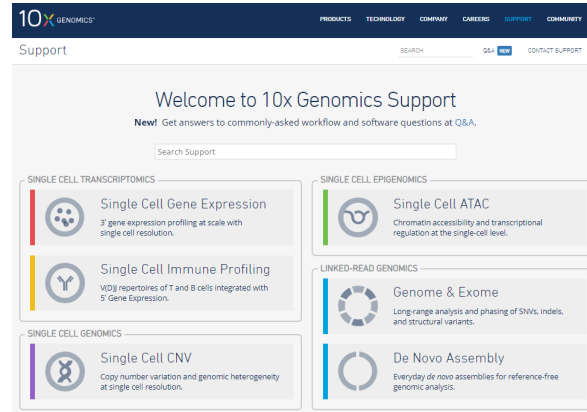 10X GENOMICS®
PRODUCTS TECHNOLOGY COMPANY CAREERS SUPPORT COMMUNITY
Support
SEARCH Q&A NEW CONTACT SUPPORT
Welcome to 10x Genomics Support
New! Get answers to commonly-asked workflow and software questions at Q&A.
Search Support
SINGLE CELL TRANSCRIPTOMICS
Single Cell Gene Expression
3' gene expression profiling at scale with
single cell resolution.
Single Cell Immune Profiling
V(D)J repertoires of T and B cells integrated with
5' Gene Expression.
SINGLE CELL GENOMICS
Single Cell CNV
Copy number variation and genomic heterogeneity
at single cell resolution.
SINGLE CELL EPIGENOMICS
Single Cell ATAC
Chromatin accessibility and transcriptional
regulation at the single-cell level.
LINKED-READ GENOMICS
Genome & Exome
Long-range analysis and phasing of SNVs, indels,
and structural variants.
De Novo Assembly
Everyday de novo assemblies for reference-free
genomic analysis.